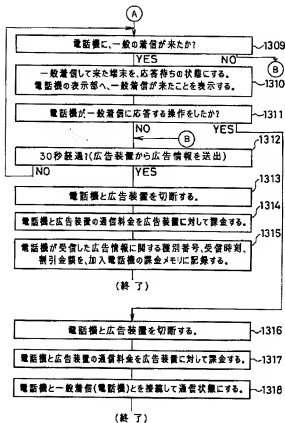 A
電話機に、一般の着信が来たか?
1309
YES
NO
B
一般着信して来た端末を、応答待ちの状態にする。
電話機の表示部へ、一般着信が来たことを表示する。
1310
電話機が一般着信に応答する操作をしたか?
1311
NO
YES
B
1312
30秒経過?(広告装置から広告情報を送出)
NO
YES
1313
電話機と広告装置を切断する。
1314
電話機と広告装置の通信料金を広告装置に対して課金する。
1315
電話機が受信した広告情報に関する種別番号、受信時刻、
割引金額を、加入電話機の課金メモリに記録する。
(終了)
電話機と広告装置を切断する。
1316
電話機と広告装置の通信料金を広告装置に対して課金する。
1317
電話機と一般着信(電話機)とを接続して通信状態にする。
1318
(終了)